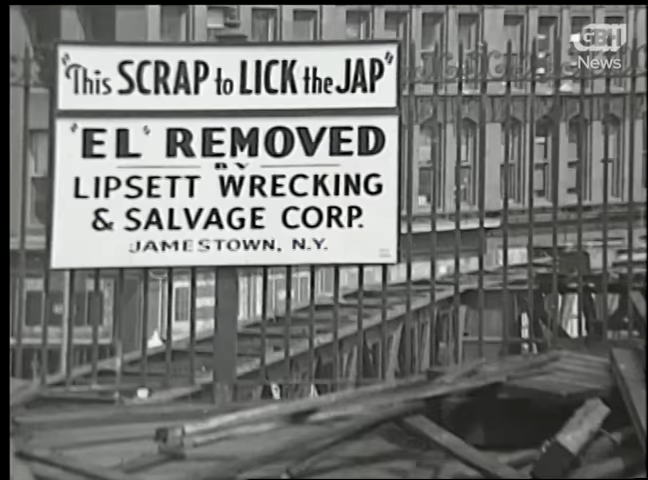 "This SCRAP to LICK the JAP"
"EL" REMOVED
BY
LIPSETT WRECKING
& SALVAGE CORP.
JAMESTOWN, N.Y.
GBH
News